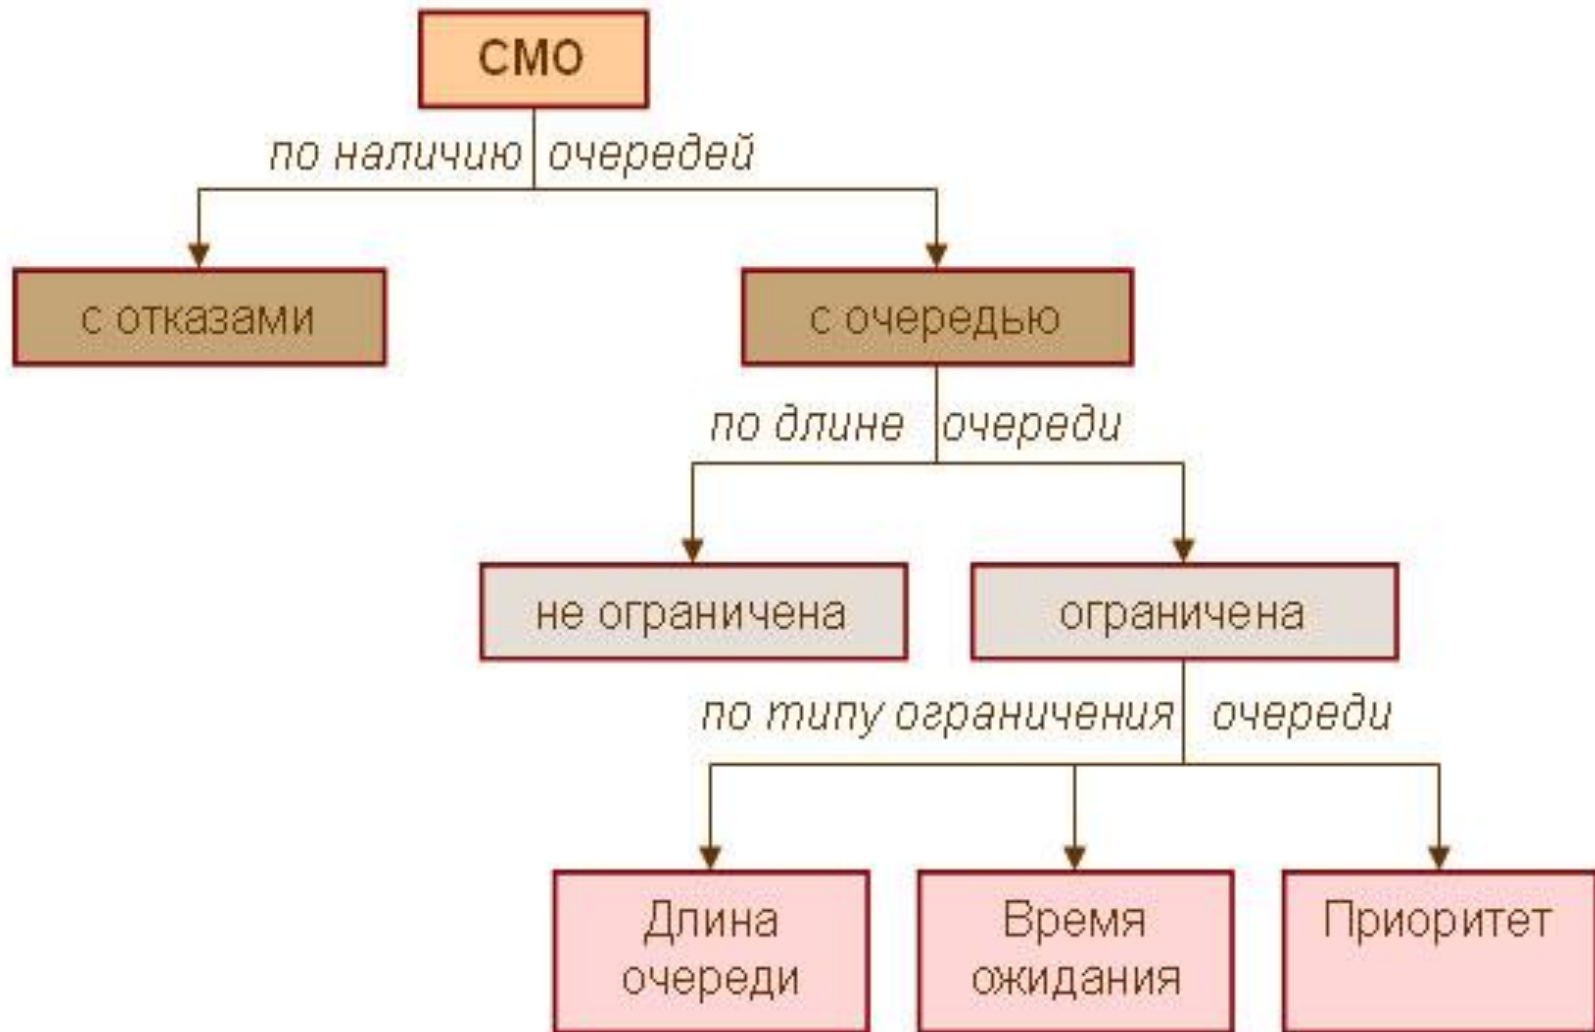 СМО
по наличию очередей
с отказами
с очередью
по длине очереди
не ограничена
ограничена
по типу ограничения очереди
Длина
очереди
Время
ожидания
Приоритет